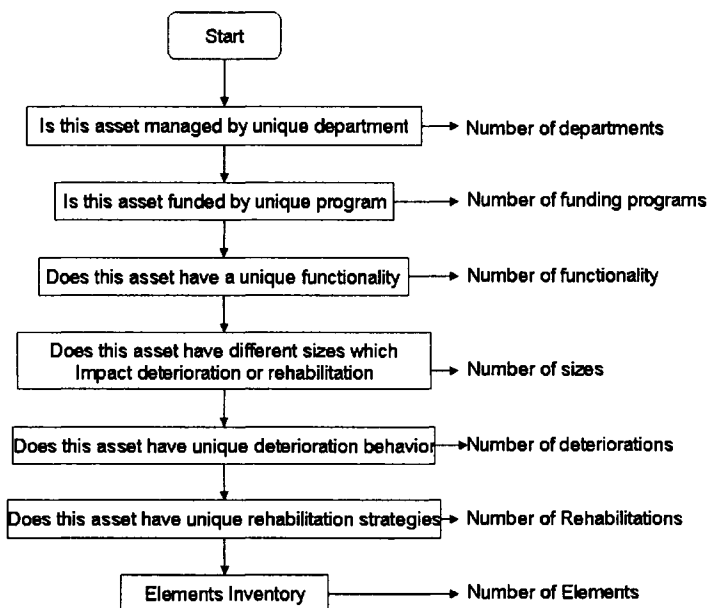 Start
Is this asset managed by unique department
Number of departments
Is this asset funded by unique program
Number of funding programs
Does this asset have a unique functionality
Number of functionality
Does this asset have different sizes which
Impact deterioration or rehabilitation
Number of sizes
Does this asset have unique deterioration behavior
Number of deteriorations
Does this asset have unique rehabilitation strategies
Number of Rehabilitations
Elements Inventory
Number of Elements